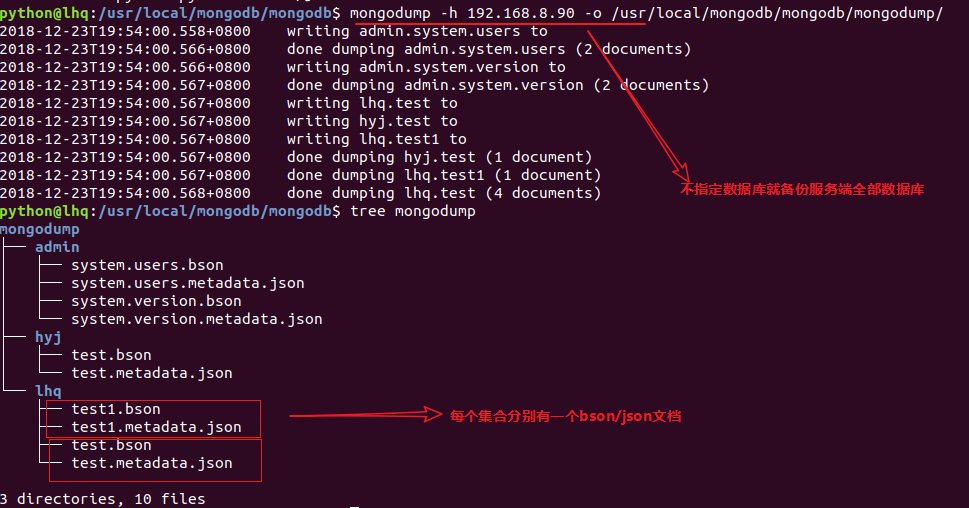 python@lhq:/usr/local/mongodb/mongodb$ mongodump -h 192.168.8.90 -o /usr/local/mongodb/mongodb/mongodump/
2018-12-23T19:54:00.558+0800    writing admin.system.users to
2018-12-23T19:54:00.566+0800    done dumping admin.system.users (2 documents)
2018-12-23T19:54:00.566+0800    writing admin.system.version to
2018-12-23T19:54:00.567+0800    done dumping admin.system.version (2 documents)
2018-12-23T19:54:00.567+0800    writing lhq.test to
2018-12-23T19:54:00.567+0800    writing hyj.test to
2018-12-23T19:54:00.567+0800    writing lhq.test1 to
2018-12-23T19:54:00.567+0800    done dumping hyj.test (1 document)
2018-12-23T19:54:00.567+0800    done dumping lhq.test1 (1 document)
2018-12-23T19:54:00.568+0800    done dumping lhq.test (4 documents)
不指定数据库就备份服务端全部数据库
python@lhq:/usr/local/mongodb/mongodb$ tree mongodump
mongodump
├── admin
│   ├── system.users.bson
│   ├── system.users.metadata.json
│   ├── system.version.bson
│   └── system.version.metadata.json
├── hyj
│   ├── test.bson
│   └── test.metadata.json
└── lhq
    ├── test1.bson
    ├── test1.metadata.json
    ├── test.bson
    └── test.metadata.json
每个集合分别有一个bson/json文档
3 directories, 10 files